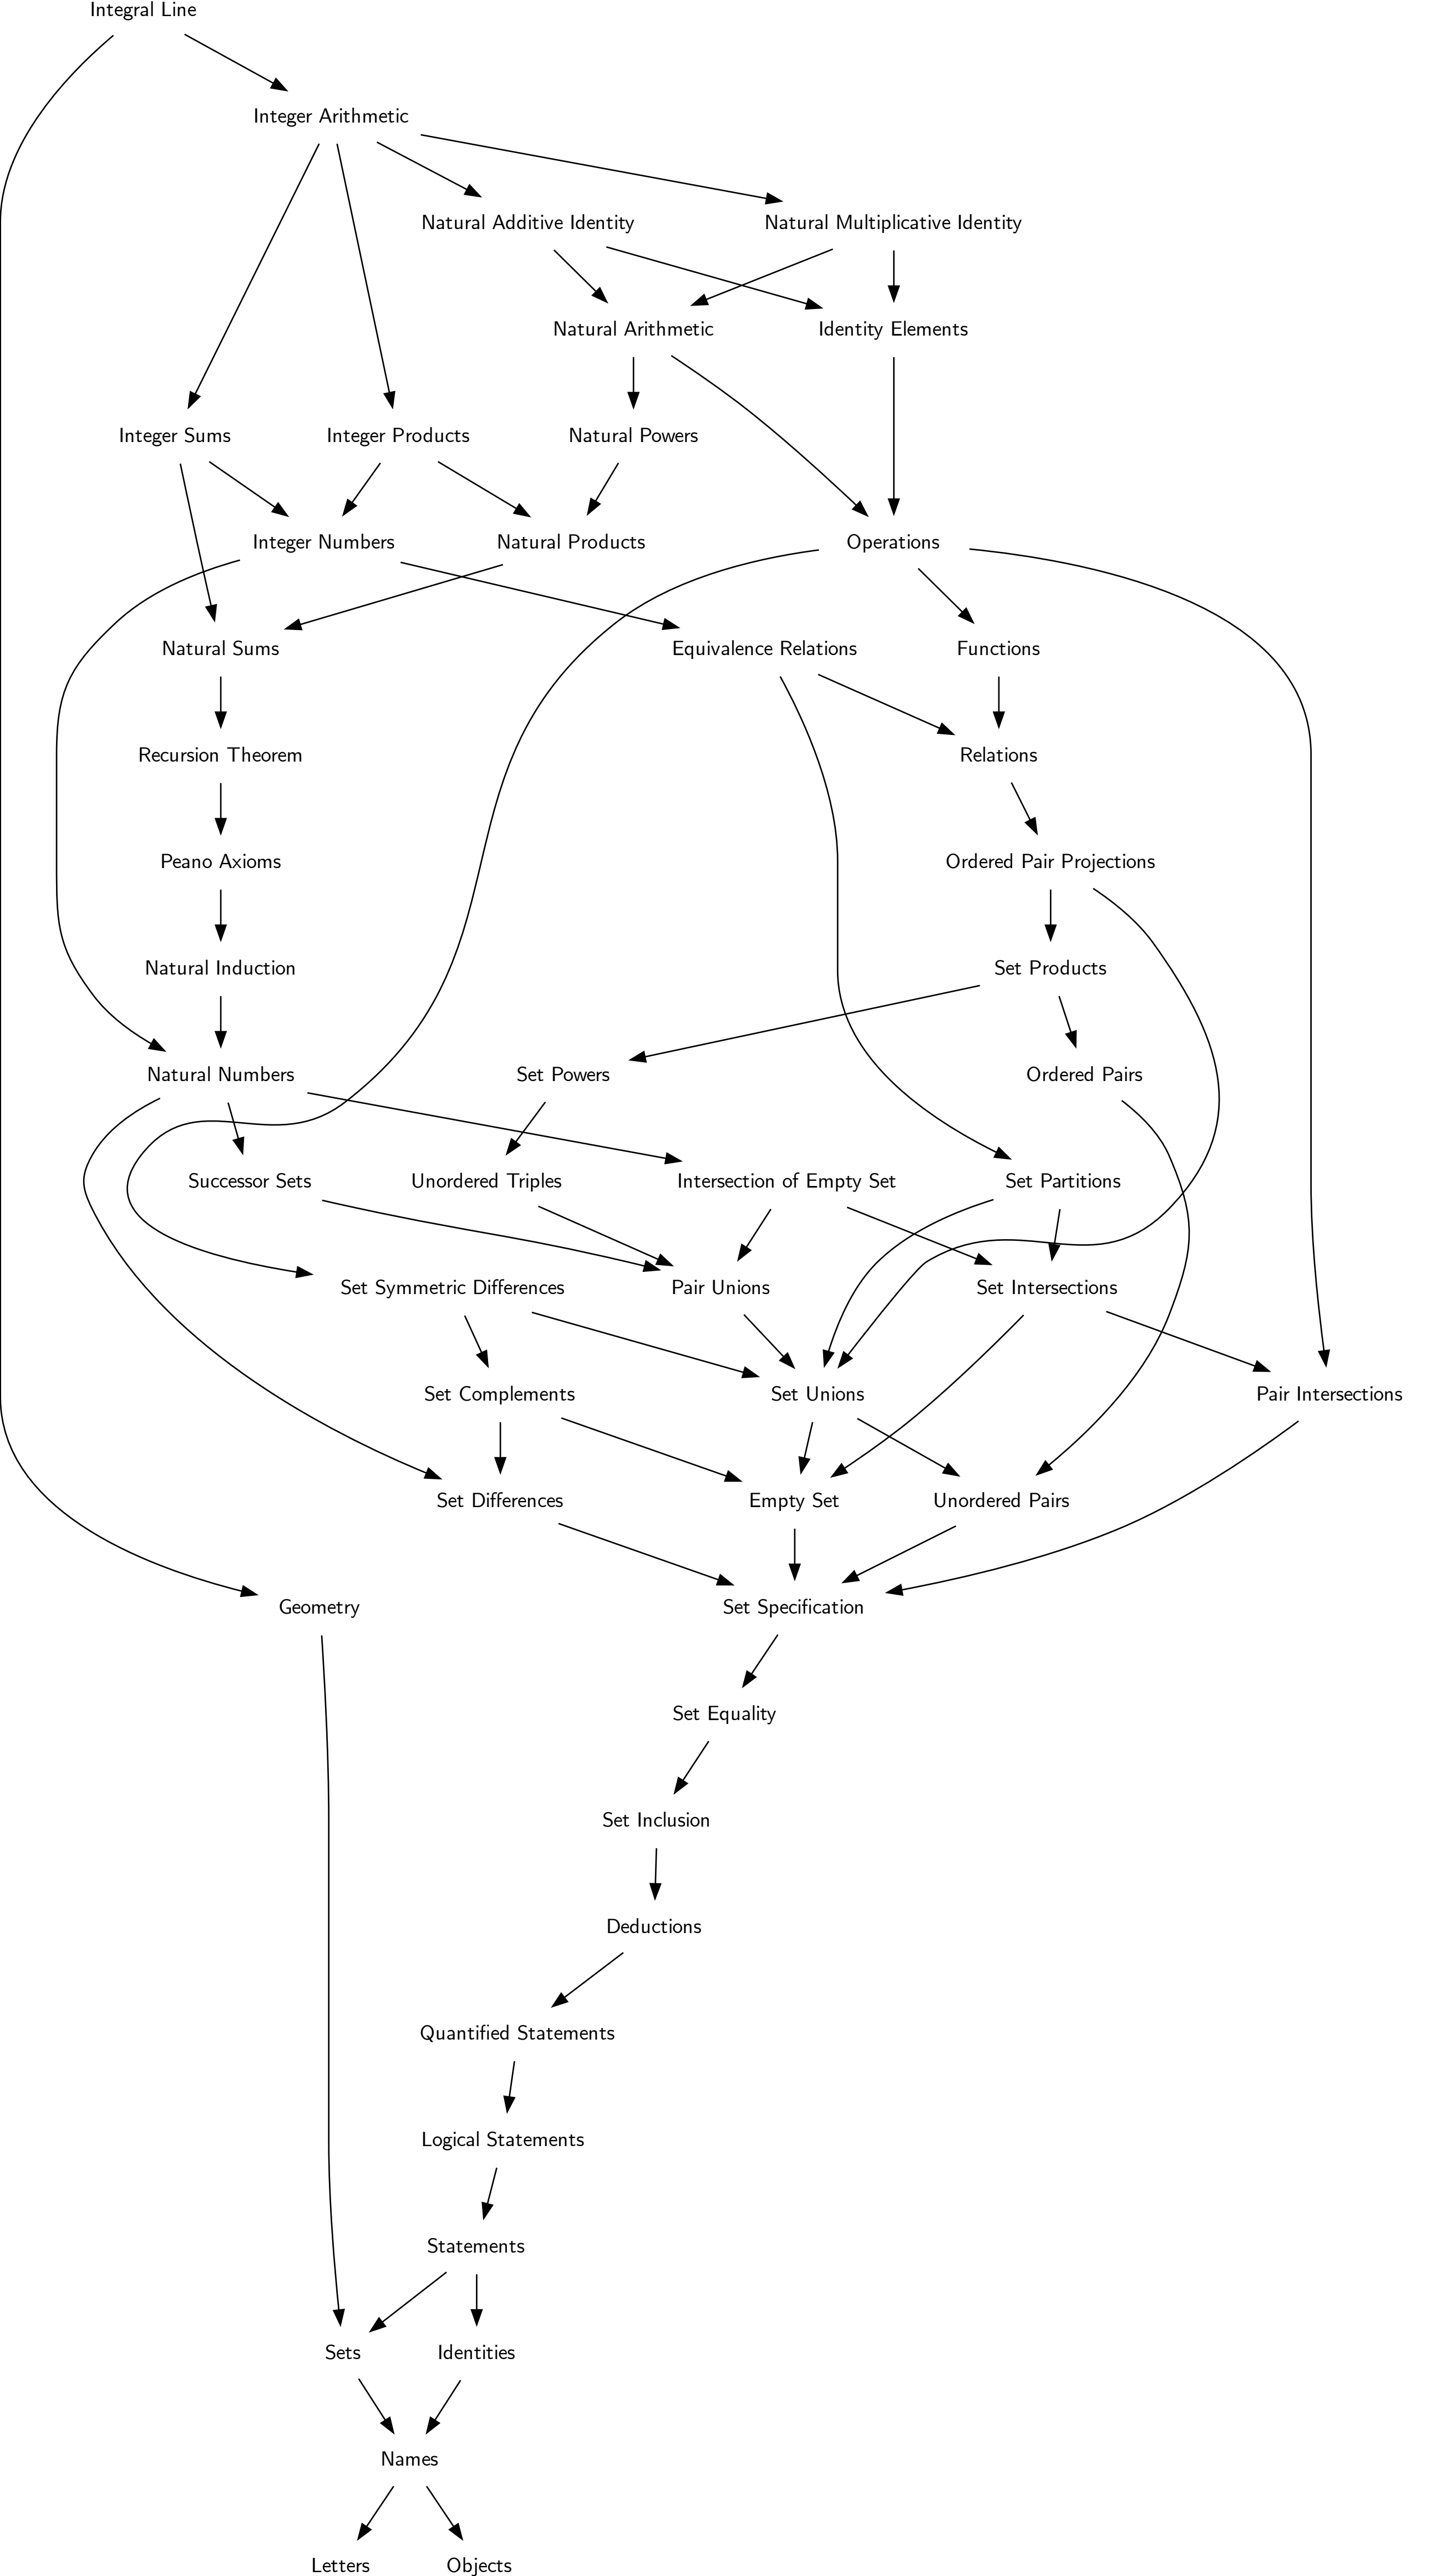 Integral Line
Integer Arithmetic
Natural Additive Identity
Natural Multiplicative Identity
Natural Arithmetic
Identity Elements
Integer Sums
Integer Products
Natural Powers
Integer Numbers
Natural Products
Operations
Natural Sums
Equivalence Relations
Functions
Recursion Theorem
Relations
Peano Axioms
Ordered Pair Projections
Natural Induction
Set Products
Natural Numbers
Set Powers
Ordered Pairs
Successor Sets
Unordered Triples
Intersection of Empty Set
Set Partitions
Set Symmetric Differences
Pair Unions
Set Intersections
Set Complements
Set Unions
Pair Intersections
Set Differences
Empty Set
Unordered Pairs
Geometry
Set Specification
Set Equality
Set Inclusion
Deductions
Quantified Statements
Logical Statements
Statements
Sets
Identities
Names
Letters
Objects